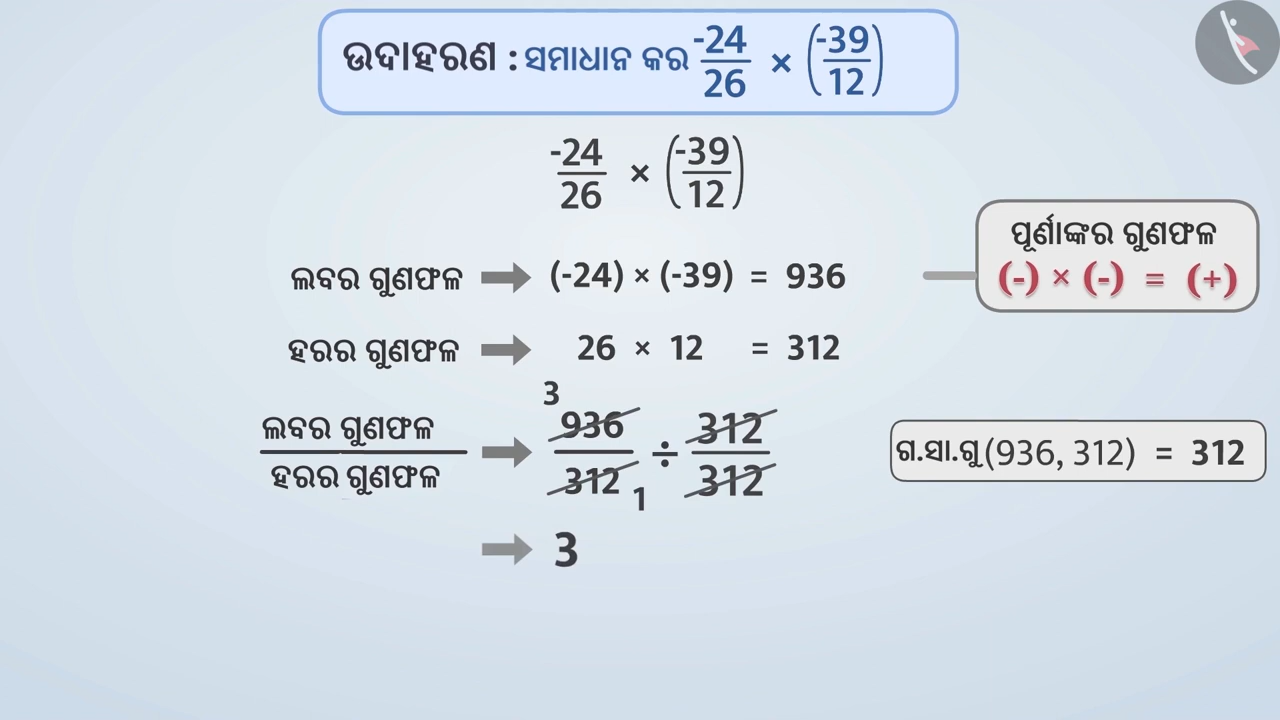 ଉଦାହରଣ : ସମାଧାନ କର -24/26 × (-39/12)
-24/26 × (-39/12)
ପୂର୍ଣାଙ୍କର ଗୁଣଫଳ
(-) × (-) = (+)
ଲବର ଗୁଣଫଳ → (-24) × (-39) = 936
ହରର ଗୁଣଫଳ → 26 × 12 = 312
ଲବର ଗୁଣଫଳ/ହରର ଗୁଣଫଳ → 3 936/312 1 ÷ 312/312
ଗ.ସା.ଗୁ(936, 312) = 312
→ 3